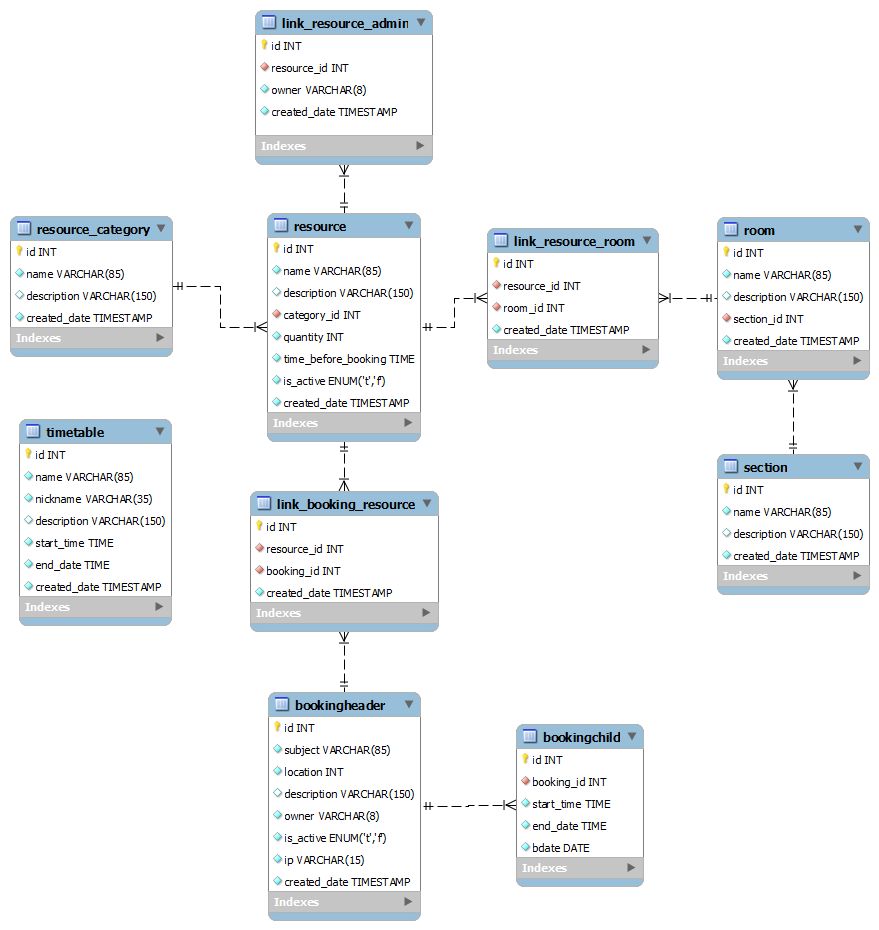 link_resource_admin
id INT
resource_id INT
owner VARCHAR(8)
created_date TIMESTAMP
Indexes
resource_category
id INT
name VARCHAR(85)
description VARCHAR(150)
created_date TIMESTAMP
Indexes
resource
id INT
name VARCHAR(85)
description VARCHAR(150)
category_id INT
quantity INT
time_before_booking TIME
is_active ENUM('t','f')
created_date TIMESTAMP
Indexes
link_resource_room
id INT
resource_id INT
room_id INT
created_date TIMESTAMP
Indexes
room
id INT
name VARCHAR(85)
description VARCHAR(150)
section_id INT
created_date TIMESTAMP
Indexes
timetable
id INT
name VARCHAR(85)
nickname VARCHAR(35)
description VARCHAR(150)
start_time TIME
end_date TIME
created_date TIMESTAMP
Indexes
link_booking_resource
id INT
resource_id INT
booking_id INT
created_date TIMESTAMP
Indexes
section
id INT
name VARCHAR(85)
description VARCHAR(150)
created_date TIMESTAMP
Indexes
bookingheader
id INT
subject VARCHAR(85)
location INT
description VARCHAR(150)
owner VARCHAR(8)
is_active ENUM('t','f')
ip VARCHAR(15)
created_date TIMESTAMP
Indexes
bookingchild
id INT
booking_id INT
start_time TIME
end_date TIME
bdate DATE
Indexes